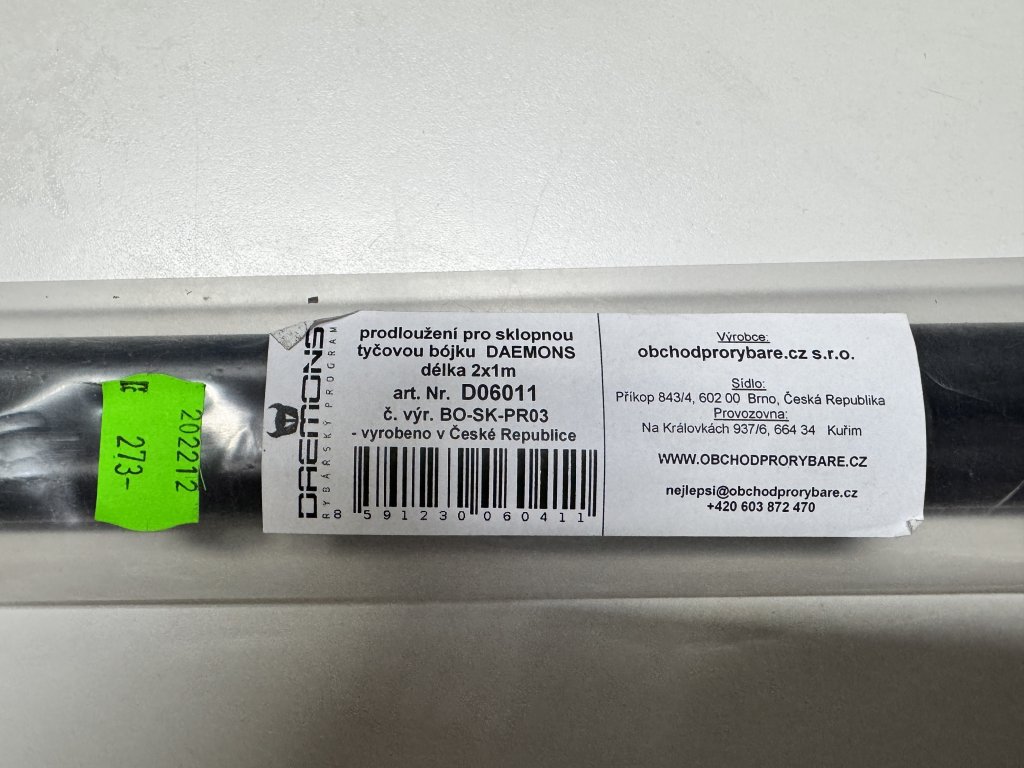 202212
273-
DAEMONS
RYBÁŘSKÝ PROGRAM
prodloužení pro sklopnou
tyčovou bójku DAEMONS
délka 2x1m
art. Nr. D06011
č. výr. BO-SK-PR03
- vyrobeno v České Republice
8 591230 060411
Výrobce:
obchodprorybare.cz s.r.o.
Sídlo:
Příkop 843/4, 602 00 Brno, Česká Republika
Provozovna:
Na Královkách 937/6, 664 34 Kuřim
WWW.OBCHODPRORYBARE.CZ
nejlepsi@obchodprorybare.cz
+420 603 872 470